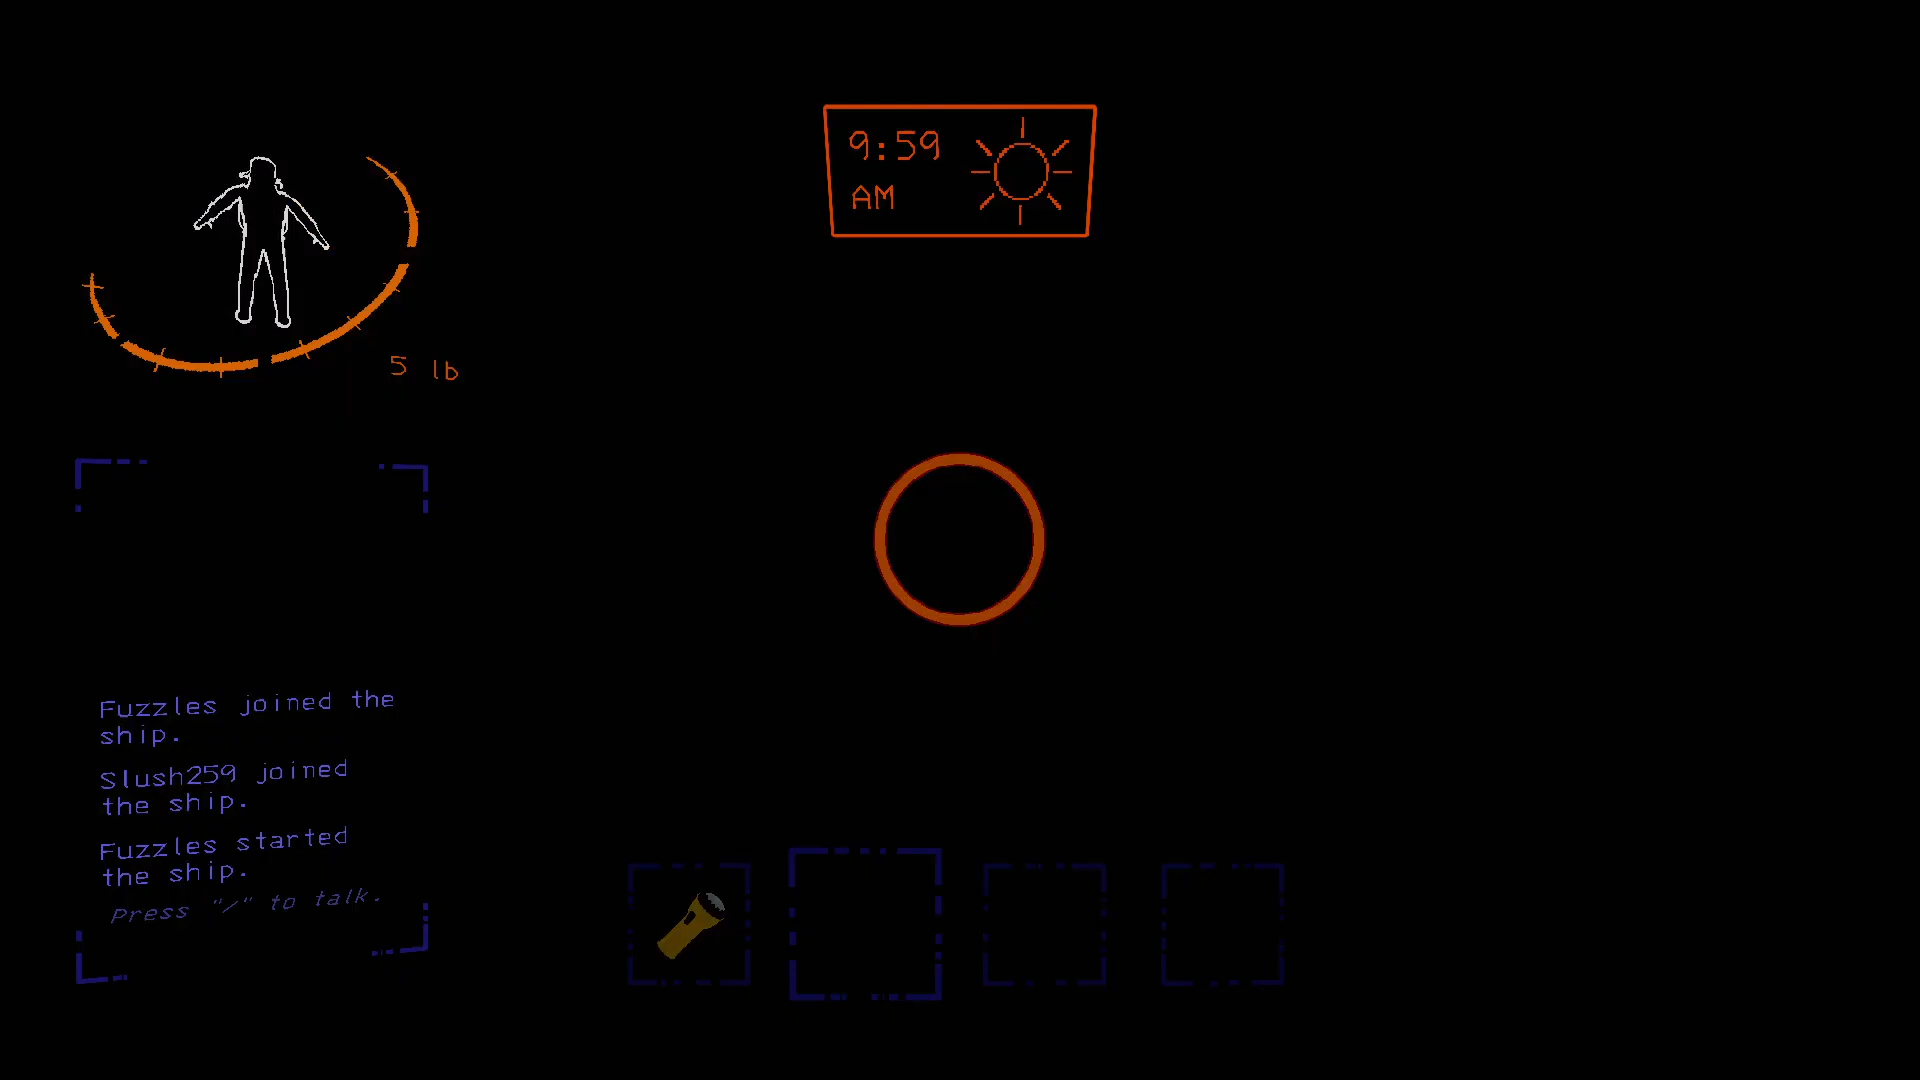 9:59
AM
5 lb
Fuzzles joined the
ship.
Slush259 joined
the ship.
Fuzzles started
the ship.
Press "/" to talk.